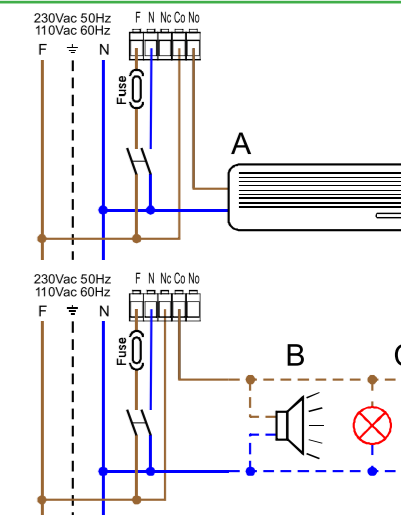 230Vac 50Hz
110Vac 60Hz
F N
F N Nc Co No
Fuse
A
230Vac 50Hz
110Vac 60Hz
F N
F N Nc Co No
Fuse
B